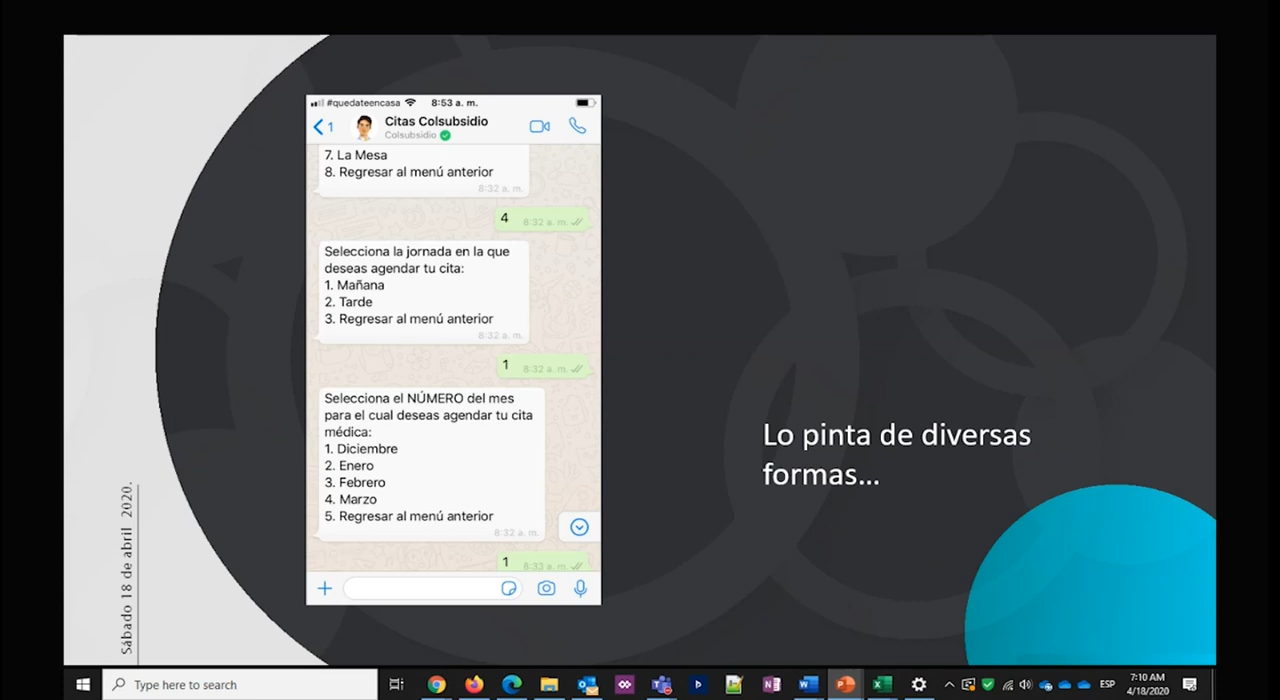 #quedateencasa 8:53 a. m.
1
Citas Colsubsidio
Colsubsidio
7. La Mesa
8. Regresar al menú anterior
8:32 a. m.
4 8:32 a. m.
Selecciona la jornada en la que
deseas agendar tu cita:
1. Mañana
2. Tarde
3. Regresar al menú anterior
8:32 a. m.
1 8:32 a. m.
Selecciona el NÚMERO del mes
para el cual deseas agendar tu cita
médica:
1. Diciembre
2. Enero
3. Febrero
4. Marzo
5. Regresar al menú anterior
8:32 a. m.
1 8:33 a. m.
Lo pinta de diversas
formas...
Sábado 18 de abril 2020.
Type here to search
ESP
7:10 AM
4/18/2020